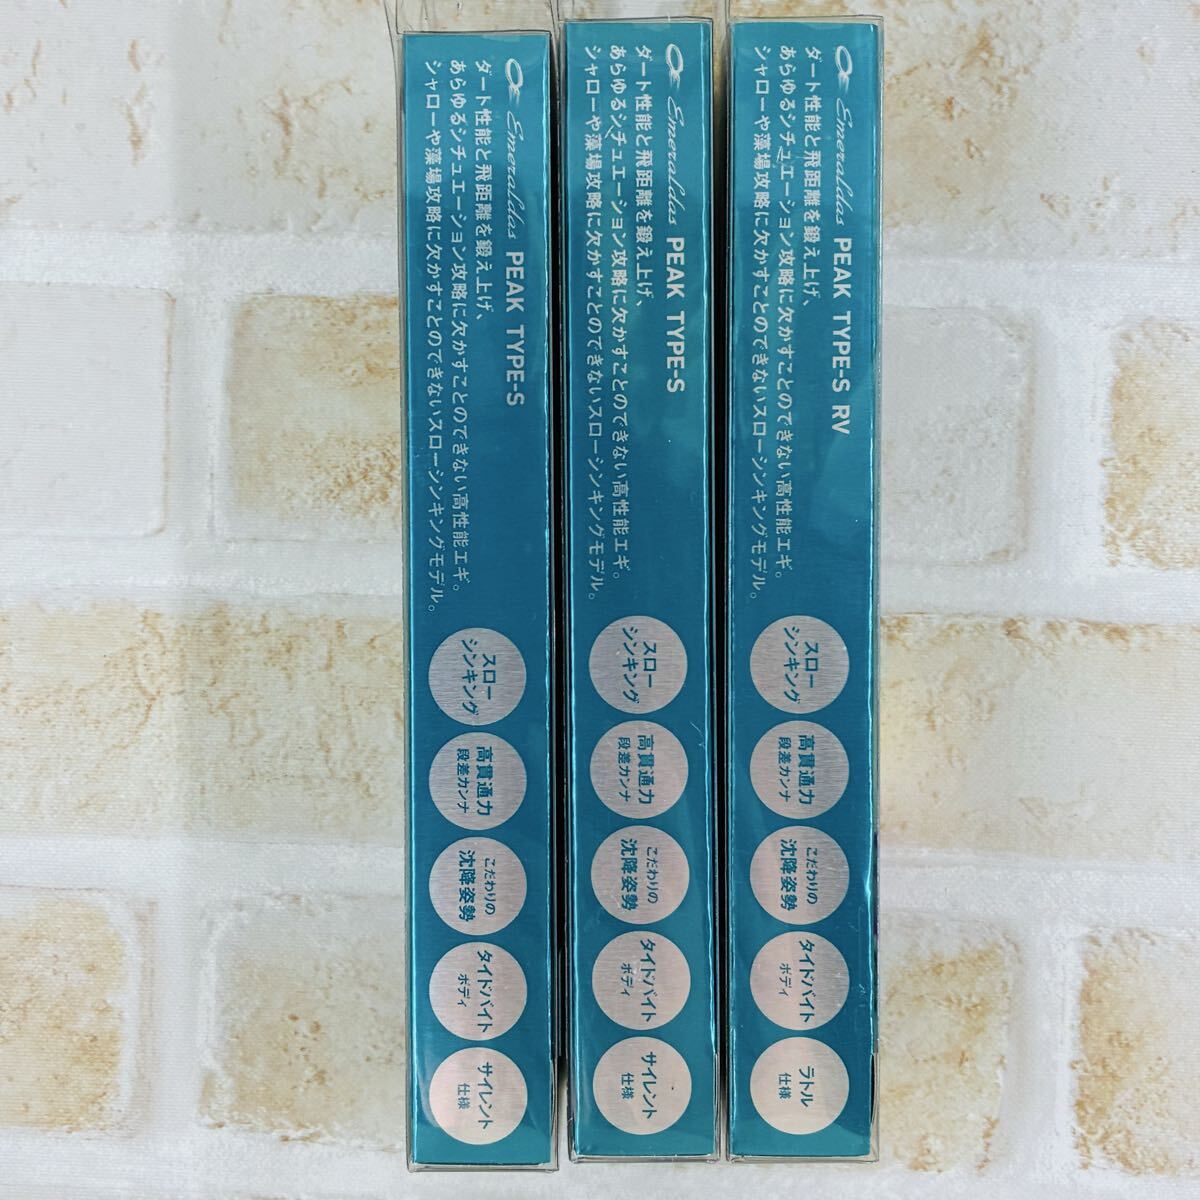 Emeraldas PEAK TYPE-S
ダート性能と飛距離を鍛え上げ、
あらゆるシチュエーション攻略に欠かすことのできない高性能エギ。
シャローや藻場攻略に欠かすことのできないスローシンキングモデル。
スロー
シンキング
高貫通力
段差カンナ
こだわりの
沈降姿勢
タイドバイト
ボディ
サイレント
仕様
Emeraldas PEAK TYPE-S
ダート性能と飛距離を鍛え上げ、
あらゆるシチュエーション攻略に欠かすことのできない高性能エギ。
シャローや藻場攻略に欠かすことのできないスローシンキングモデル。
スロー
シンキング
高貫通力
段差カンナ
こだわりの
沈降姿勢
タイドバイト
ボディ
サイレント
仕様
Emeraldas PEAK TYPE-S RV
ダート性能と飛距離を鍛え上げ、
あらゆるシチュエーション攻略に欠かすことのできない高性能エギ。
シャローや藻場攻略に欠かすことのできないスローシンキングモデル。
スロー
シンキング
高貫通力
段差カンナ
こだわりの
沈降姿勢
タイドバイト
ボディ
ラトル
仕様